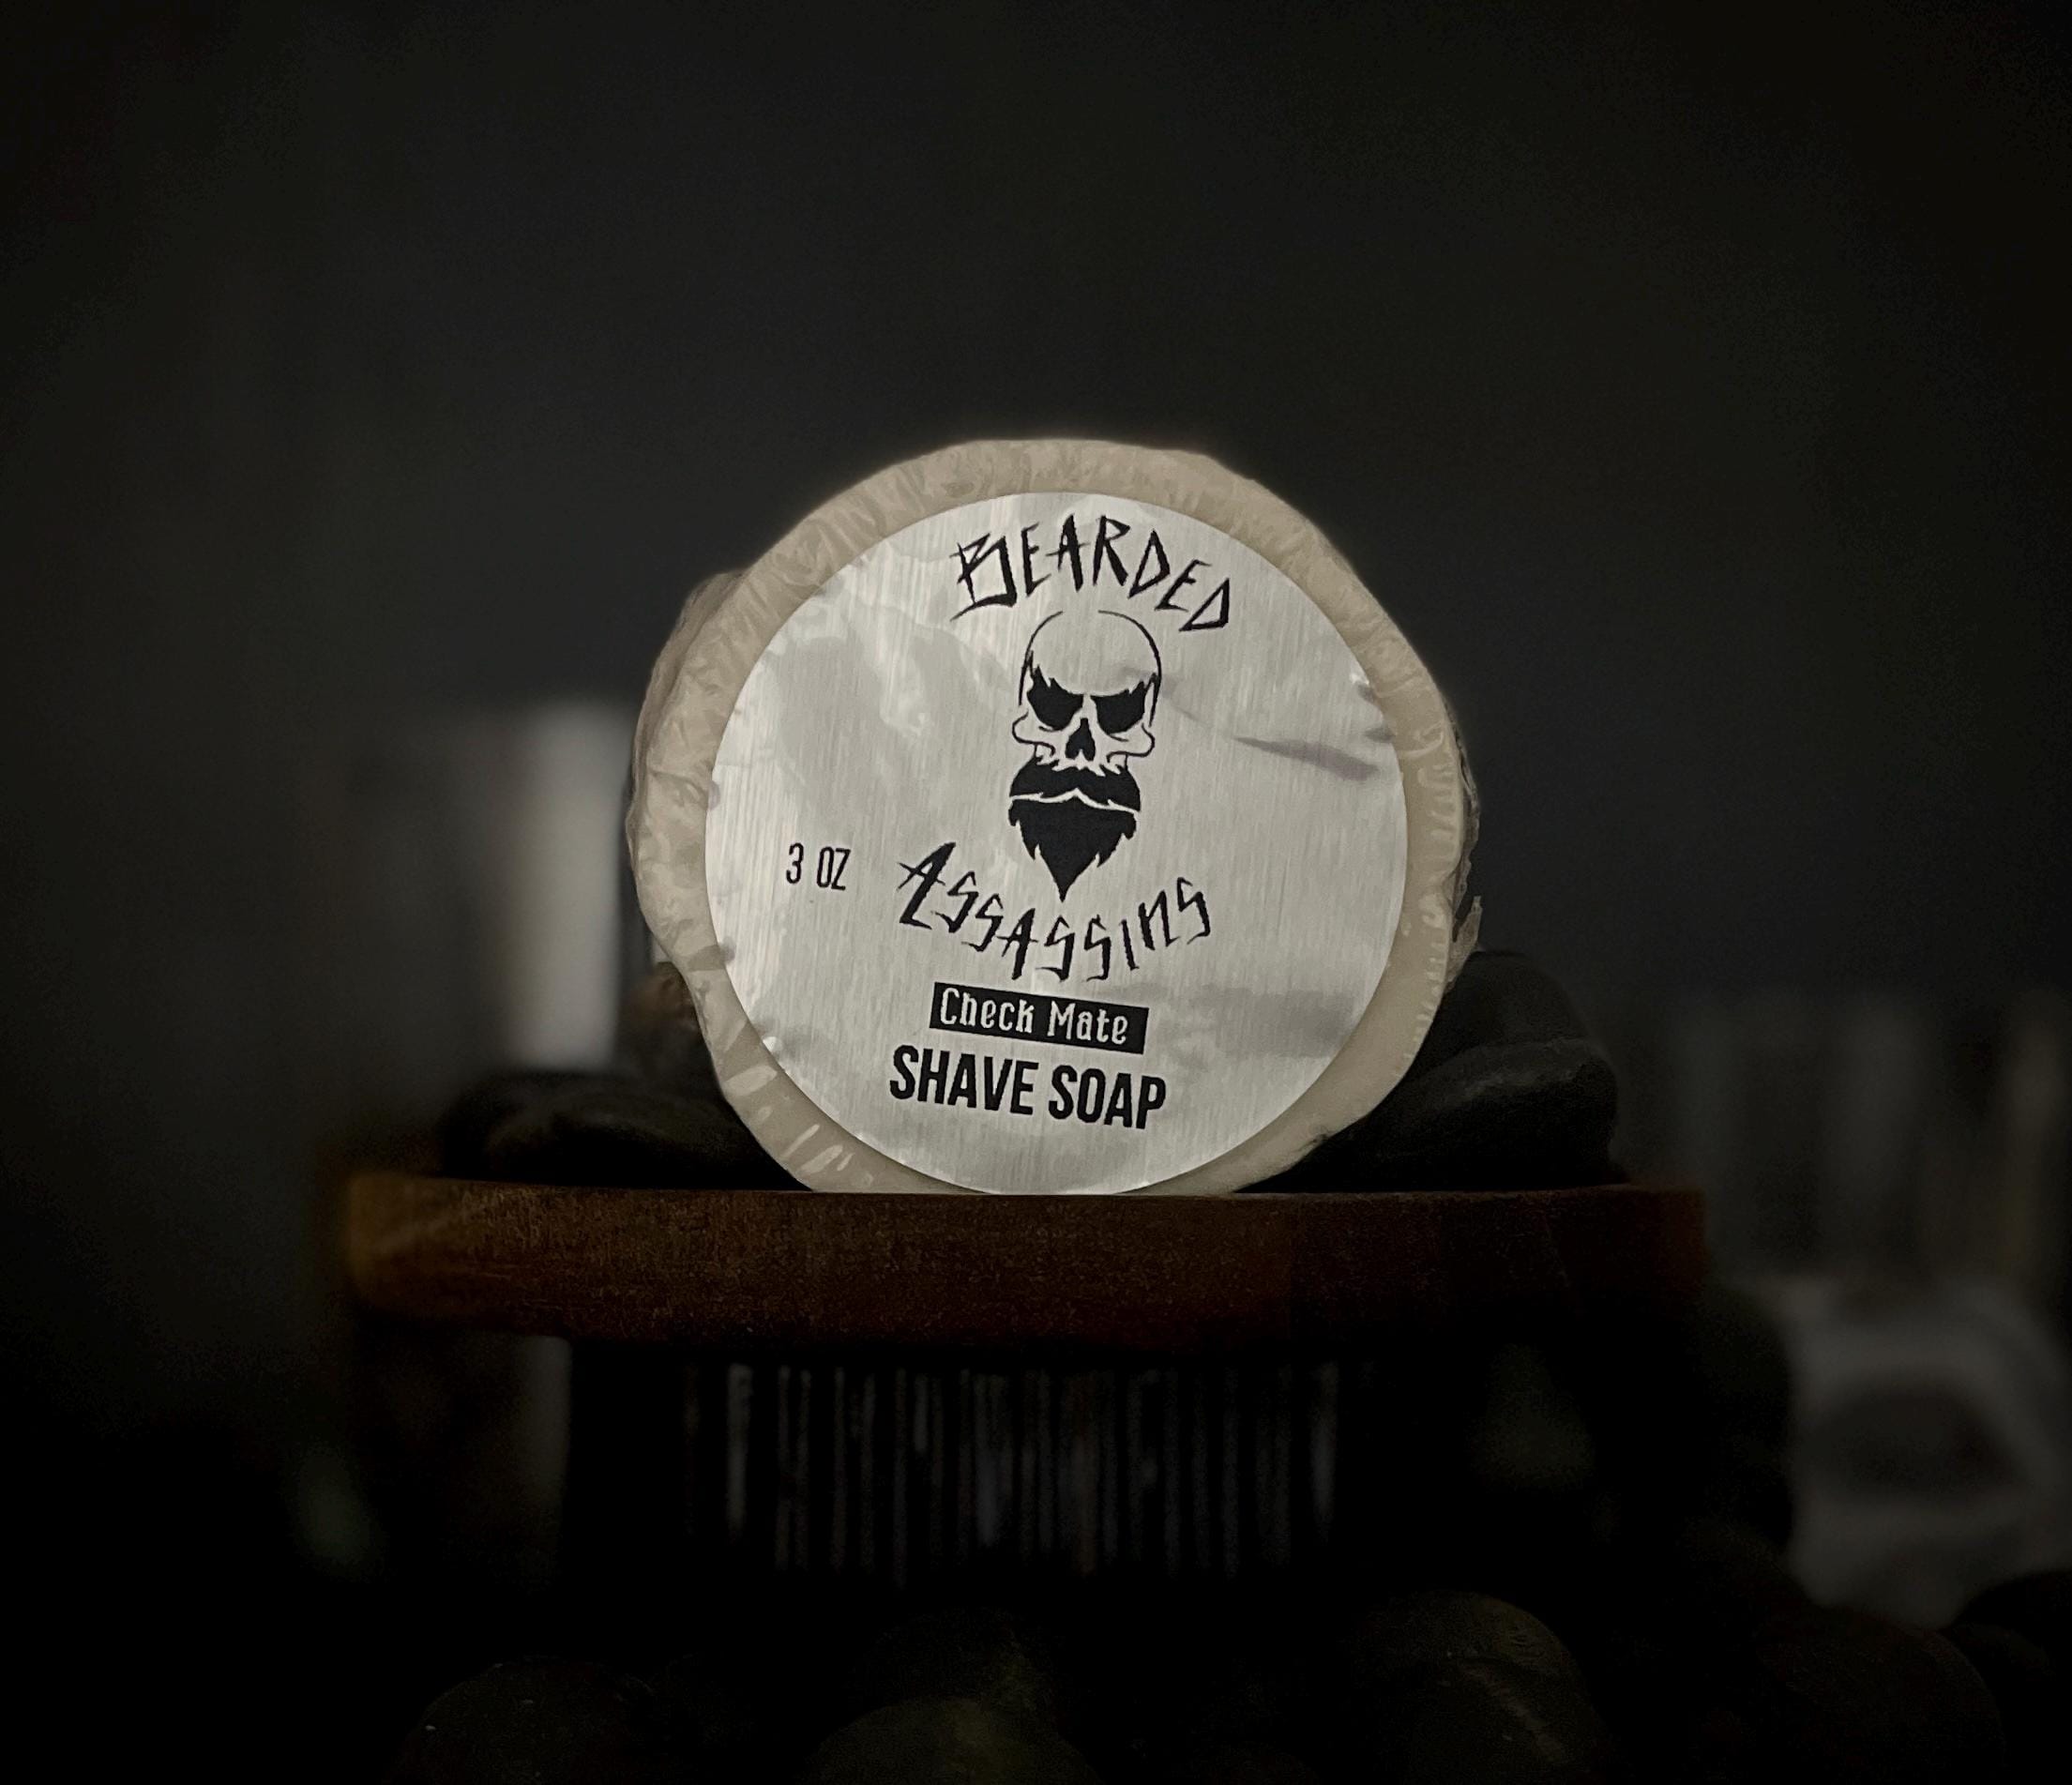 BEARDED
3 OZ
ASSASSINS
Check Mate
SHAVE SOAP